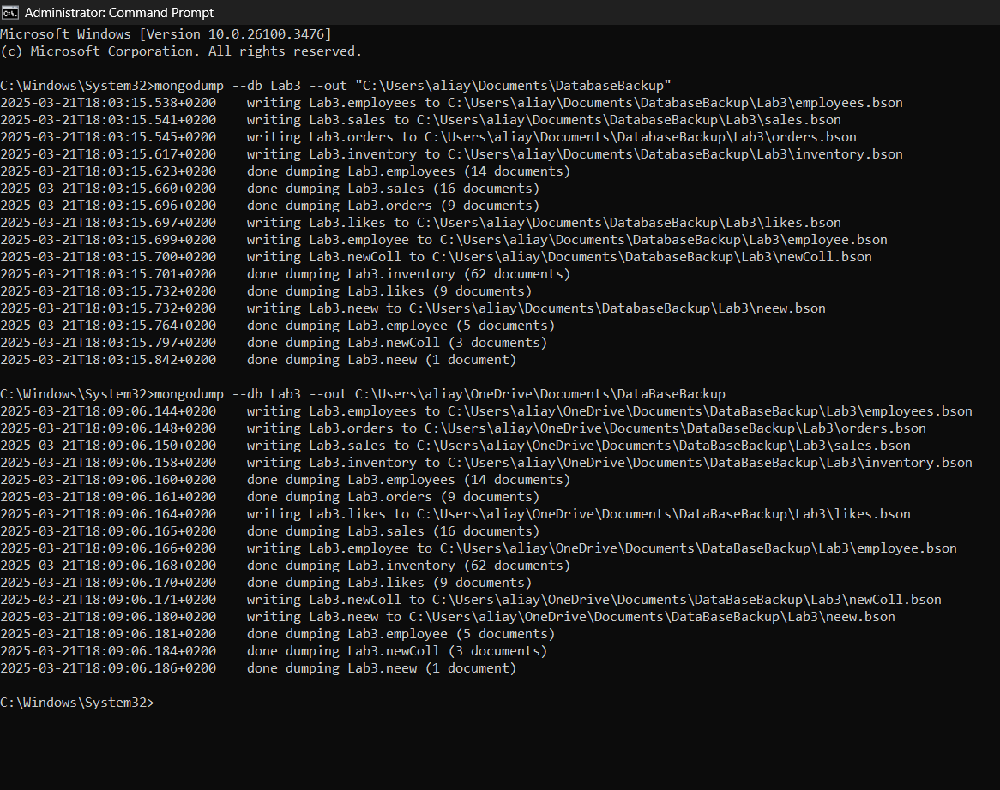 Administrator: Command Prompt
Microsoft Windows [Version 10.0.26100.3476]
(c) Microsoft Corporation. All rights reserved.
C:\Windows\System32>mongodump --db Lab3 --out "C:\Users\aliay\Documents\DatabaseBackup"
2025-03-21T18:03:15.538+0200    writing Lab3.employees to C:\Users\aliay\Documents\DatabaseBackup\Lab3\employees.bson
2025-03-21T18:03:15.541+0200    writing Lab3.sales to C:\Users\aliay\Documents\DatabaseBackup\Lab3\sales.bson
2025-03-21T18:03:15.545+0200    writing Lab3.orders to C:\Users\aliay\Documents\DatabaseBackup\Lab3\orders.bson
2025-03-21T18:03:15.617+0200    writing Lab3.inventory to C:\Users\aliay\Documents\DatabaseBackup\Lab3\inventory.bson
2025-03-21T18:03:15.623+0200    done dumping Lab3.employees (14 documents)
2025-03-21T18:03:15.660+0200    done dumping Lab3.sales (16 documents)
2025-03-21T18:03:15.696+0200    done dumping Lab3.orders (9 documents)
2025-03-21T18:03:15.697+0200    writing Lab3.likes to C:\Users\aliay\Documents\DatabaseBackup\Lab3\likes.bson
2025-03-21T18:03:15.699+0200    writing Lab3.employee to C:\Users\aliay\Documents\DatabaseBackup\Lab3\employee.bson
2025-03-21T18:03:15.700+0200    writing Lab3.newColl to C:\Users\aliay\Documents\DatabaseBackup\Lab3\newColl.bson
2025-03-21T18:03:15.701+0200    done dumping Lab3.inventory (62 documents)
2025-03-21T18:03:15.732+0200    done dumping Lab3.likes (9 documents)
2025-03-21T18:03:15.732+0200    writing Lab3.neew to C:\Users\aliay\Documents\DatabaseBackup\Lab3\neew.bson
2025-03-21T18:03:15.764+0200    done dumping Lab3.employee (5 documents)
2025-03-21T18:03:15.797+0200    done dumping Lab3.newColl (3 documents)
2025-03-21T18:03:15.842+0200    done dumping Lab3.neew (1 document)
C:\Windows\System32>mongodump --db Lab3 --out C:\Users\aliay\OneDrive\Documents\DataBaseBackup
2025-03-21T18:09:06.144+0200    writing Lab3.employees to C:\Users\aliay\OneDrive\Documents\DataBaseBackup\Lab3\employees.bson
2025-03-21T18:09:06.148+0200    writing Lab3.orders to C:\Users\aliay\OneDrive\Documents\DataBaseBackup\Lab3\orders.bson
2025-03-21T18:09:06.150+0200    writing Lab3.sales to C:\Users\aliay\OneDrive\Documents\DataBaseBackup\Lab3\sales.bson
2025-03-21T18:09:06.158+0200    writing Lab3.inventory to C:\Users\aliay\OneDrive\Documents\DataBaseBackup\Lab3\inventory.bson
2025-03-21T18:09:06.160+0200    done dumping Lab3.employees (14 documents)
2025-03-21T18:09:06.161+0200    done dumping Lab3.orders (9 documents)
2025-03-21T18:09:06.164+0200    writing Lab3.likes to C:\Users\aliay\OneDrive\Documents\DataBaseBackup\Lab3\likes.bson
2025-03-21T18:09:06.165+0200    done dumping Lab3.sales (16 documents)
2025-03-21T18:09:06.166+0200    writing Lab3.employee to C:\Users\aliay\OneDrive\Documents\DataBaseBackup\Lab3\employee.bson
2025-03-21T18:09:06.168+0200    done dumping Lab3.inventory (62 documents)
2025-03-21T18:09:06.170+0200    done dumping Lab3.likes (9 documents)
2025-03-21T18:09:06.171+0200    writing Lab3.newColl to C:\Users\aliay\OneDrive\Documents\DataBaseBackup\Lab3\newColl.bson
2025-03-21T18:09:06.180+0200    writing Lab3.neew to C:\Users\aliay\OneDrive\Documents\DataBaseBackup\Lab3\neew.bson
2025-03-21T18:09:06.181+0200    done dumping Lab3.employee (5 documents)
2025-03-21T18:09:06.184+0200    done dumping Lab3.newColl (3 documents)
2025-03-21T18:09:06.186+0200    done dumping Lab3.neew (1 document)
C:\Windows\System32>